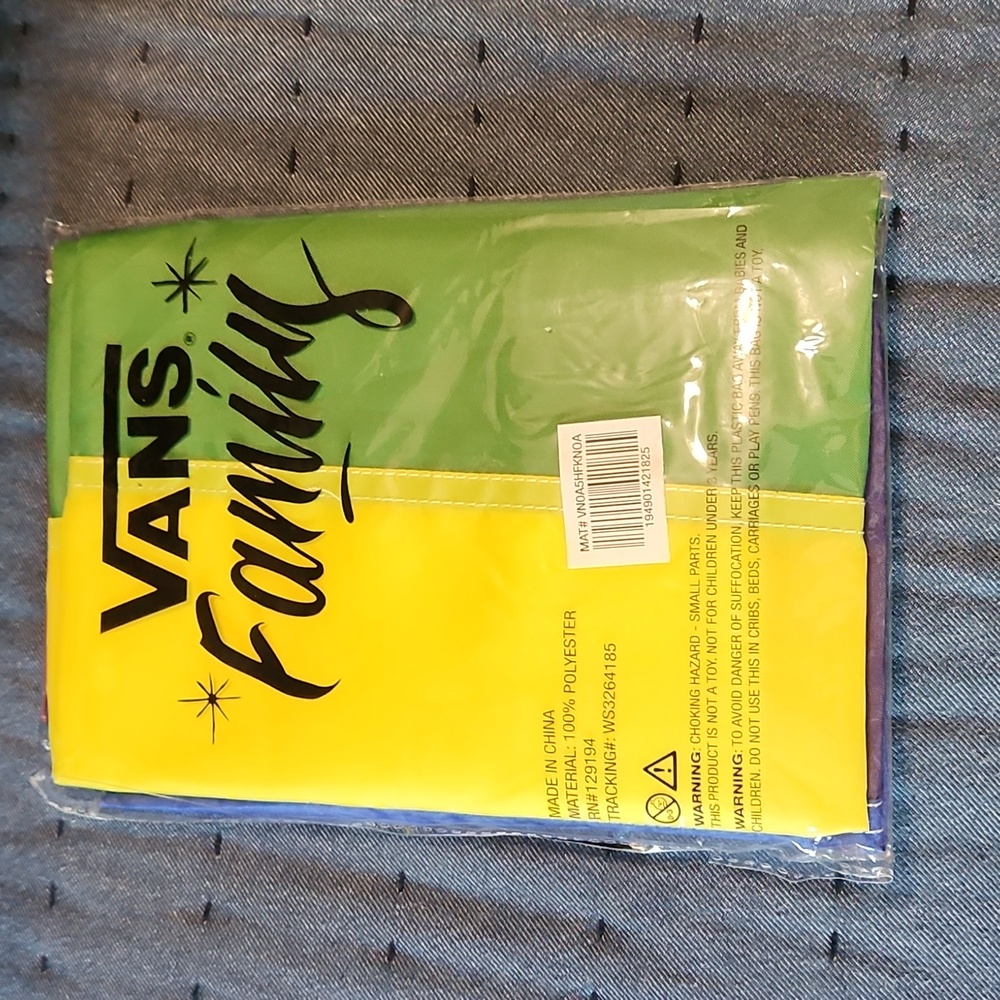 VANS®
Family
MAT# VN0A5HFKN0A
194901421825
MADE IN CHINA
MATERIAL: 100% POLYESTER
RN#129194
TRACKING#: WS3264185
WARNING: CHOKING HAZARD - SMALL PARTS.
THIS PRODUCT IS NOT A TOY. NOT FOR CHILDREN UNDER 3 YEARS.
WARNING: TO AVOID DANGER OF SUFFOCATION, KEEP THIS PLASTIC BAG AWAY FROM BABIES AND
CHILDREN. DO NOT USE THIS IN CRIBS, BEDS, CARRIAGES OR PLAY PENS. THIS BAG IS NOT A TOY.